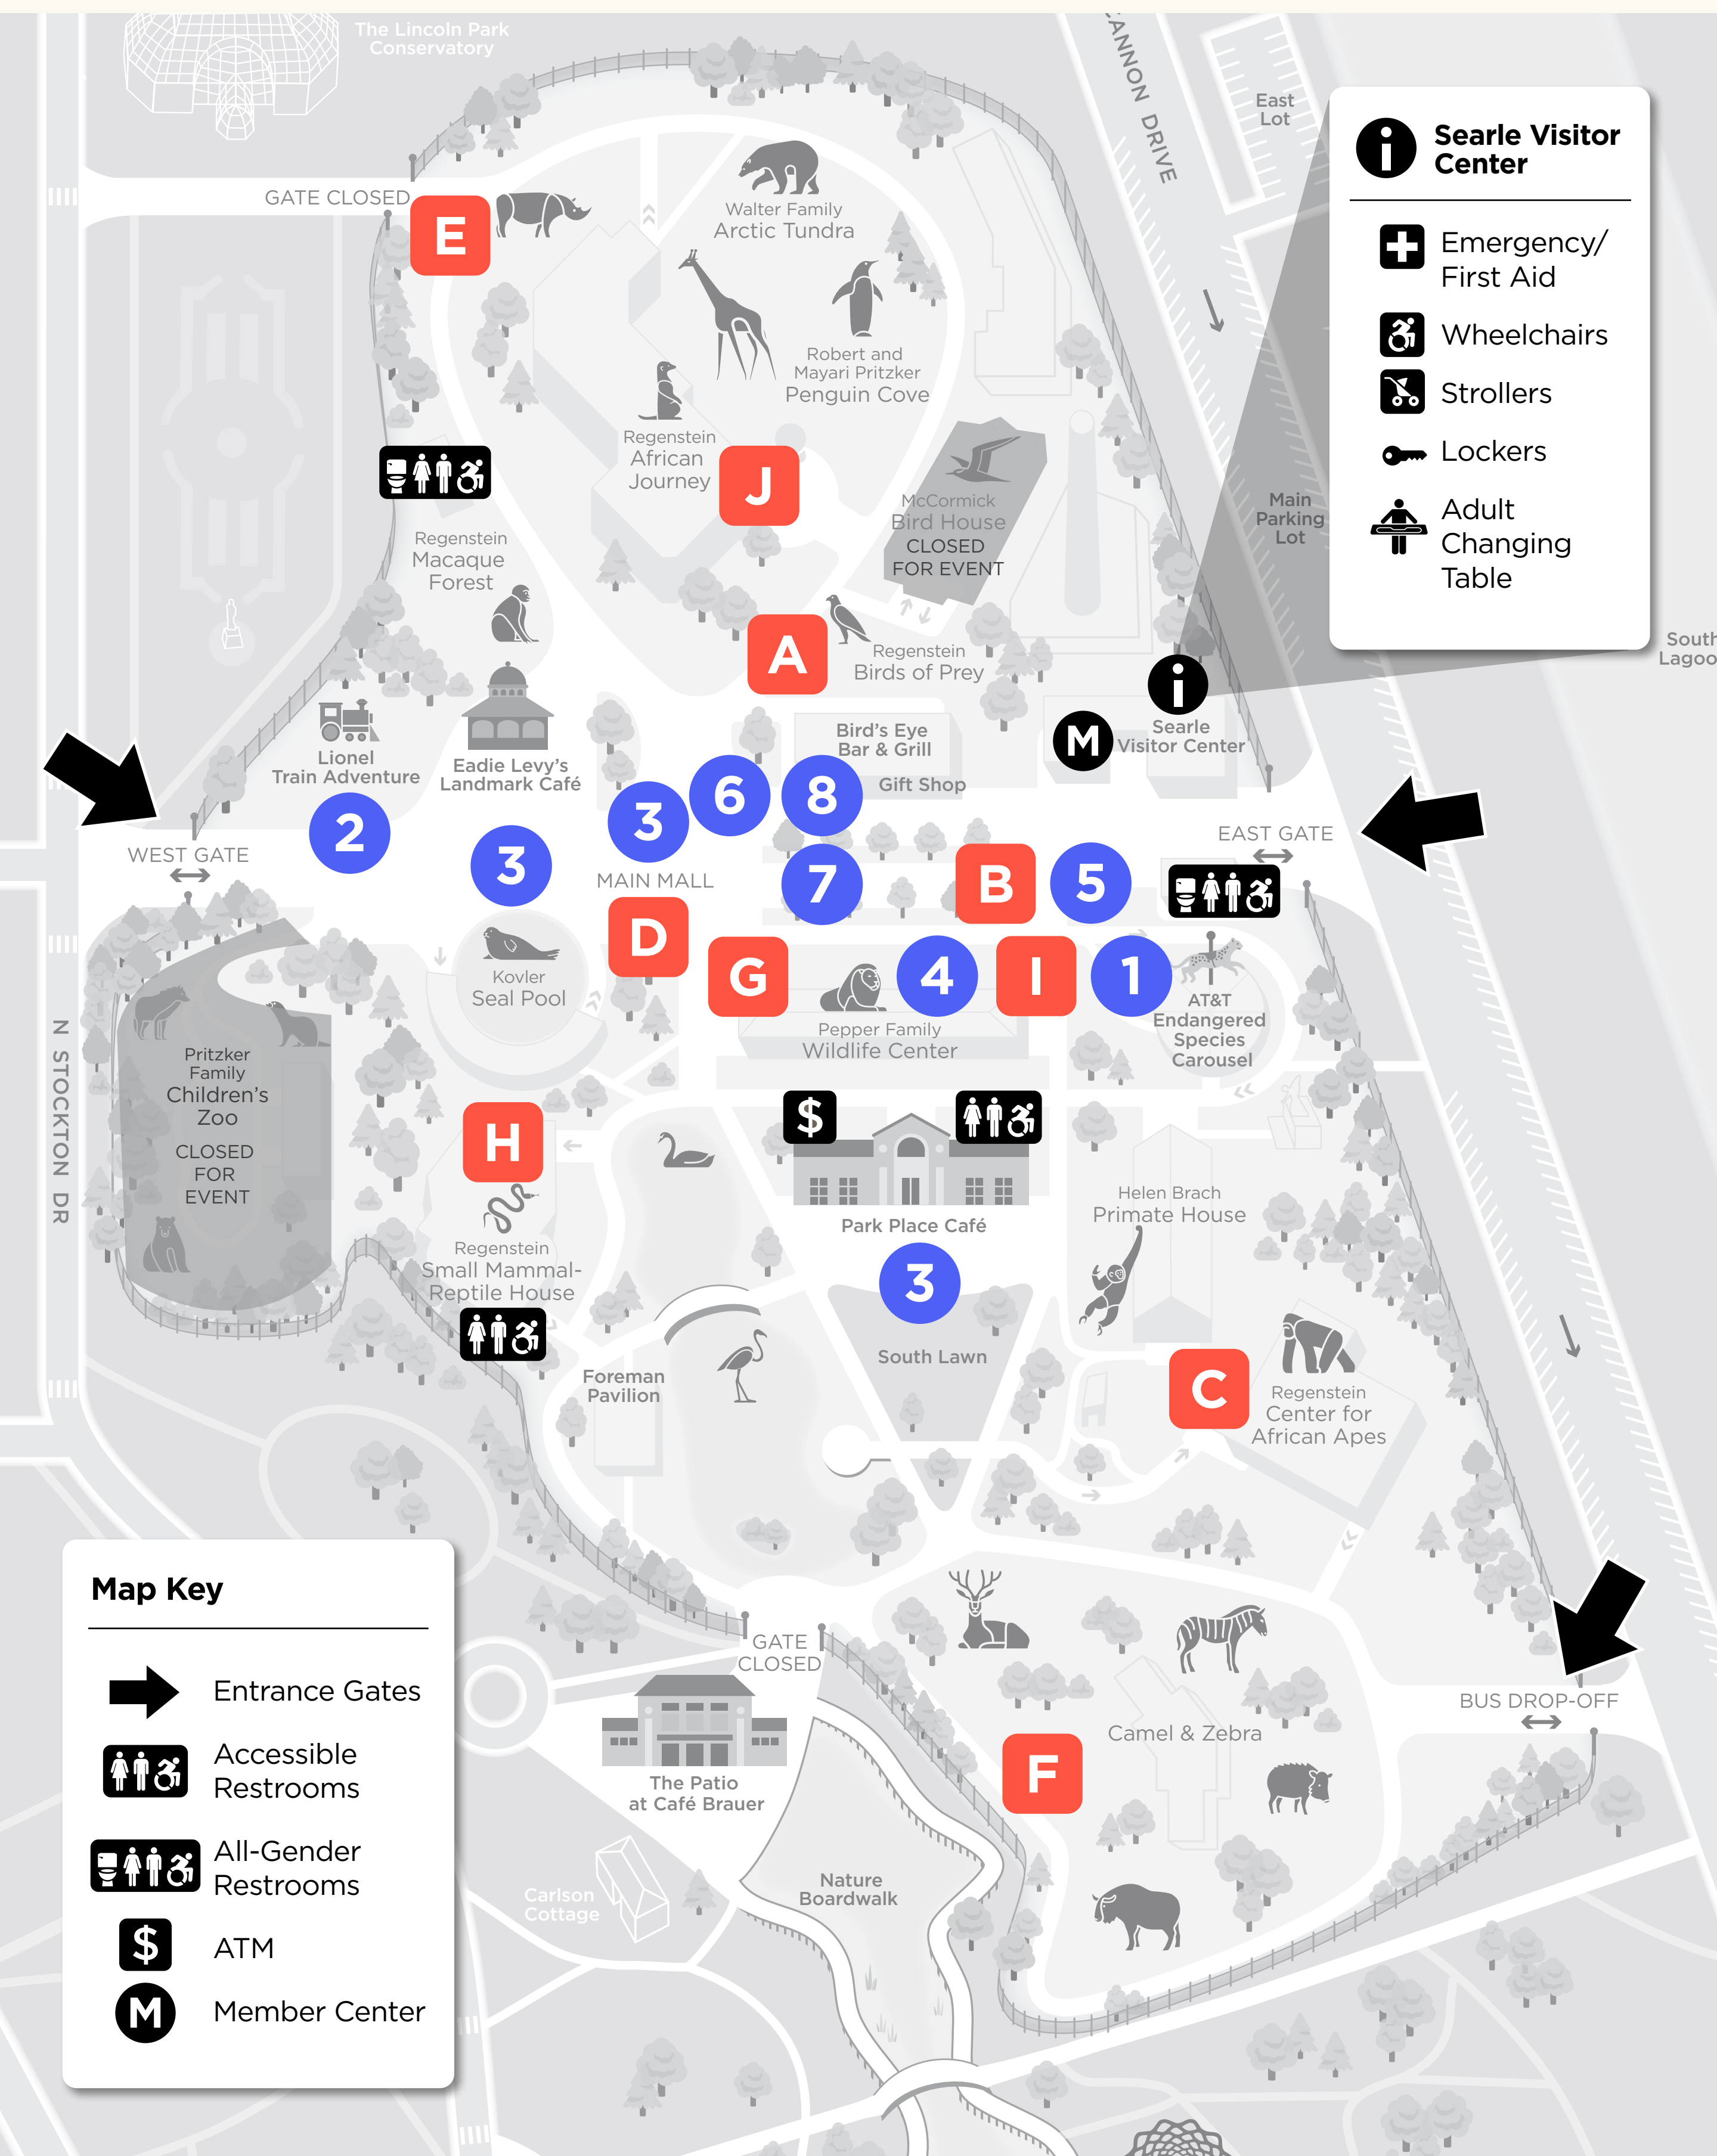 The Lincoln Park
Conservatory
CANNON DRIVE
East
Lot
Searle Visitor
Center
Emergency/
First Aid
Wheelchairs
Strollers
Lockers
Adult
Changing
Table
GATE CLOSED
E
Walter Family
Arctic Tundra
Robert and
Mayari Pritzker
Penguin Cove
Regenstein
African
Journey
J
McCormick
Bird House
CLOSED
FOR EVENT
Main
Parking
Lot
Regenstein
Macaque
Forest
A
Regenstein
Birds of Prey
South
Lagoo
i
M
Searle
Visitor Center
Lionel
Train Adventure
Eadie Levy's
Landmark Café
Bird's Eye
Bar & Grill
Gift Shop
2
3
3
6
8
7
WEST GATE
MAIN MALL
EAST GATE
B
5
D
G
4
I
1
Kovler
Seal Pool
Pepper Family
Wildlife Center
AT&T
Endangered
Species
Carousel
N STOCKTON DR
Pritzker
Family
Children's
Zoo
CLOSED
FOR
EVENT
H
$
Regenstein
Small Mammal-
Reptile House
Park Place Café
3
Helen Brach
Primate House
South Lawn
Foreman
Pavilion
C
Regenstein
Center for
African Apes
GATE
CLOSED
BUS DROP-OFF
Camel & Zebra
F
The Patio
at Café Brauer
Nature
Boardwalk
Carlson
Cottage
Map Key
Entrance Gates
Accessible
Restrooms
All-Gender
Restrooms
$ ATM
M Member Center